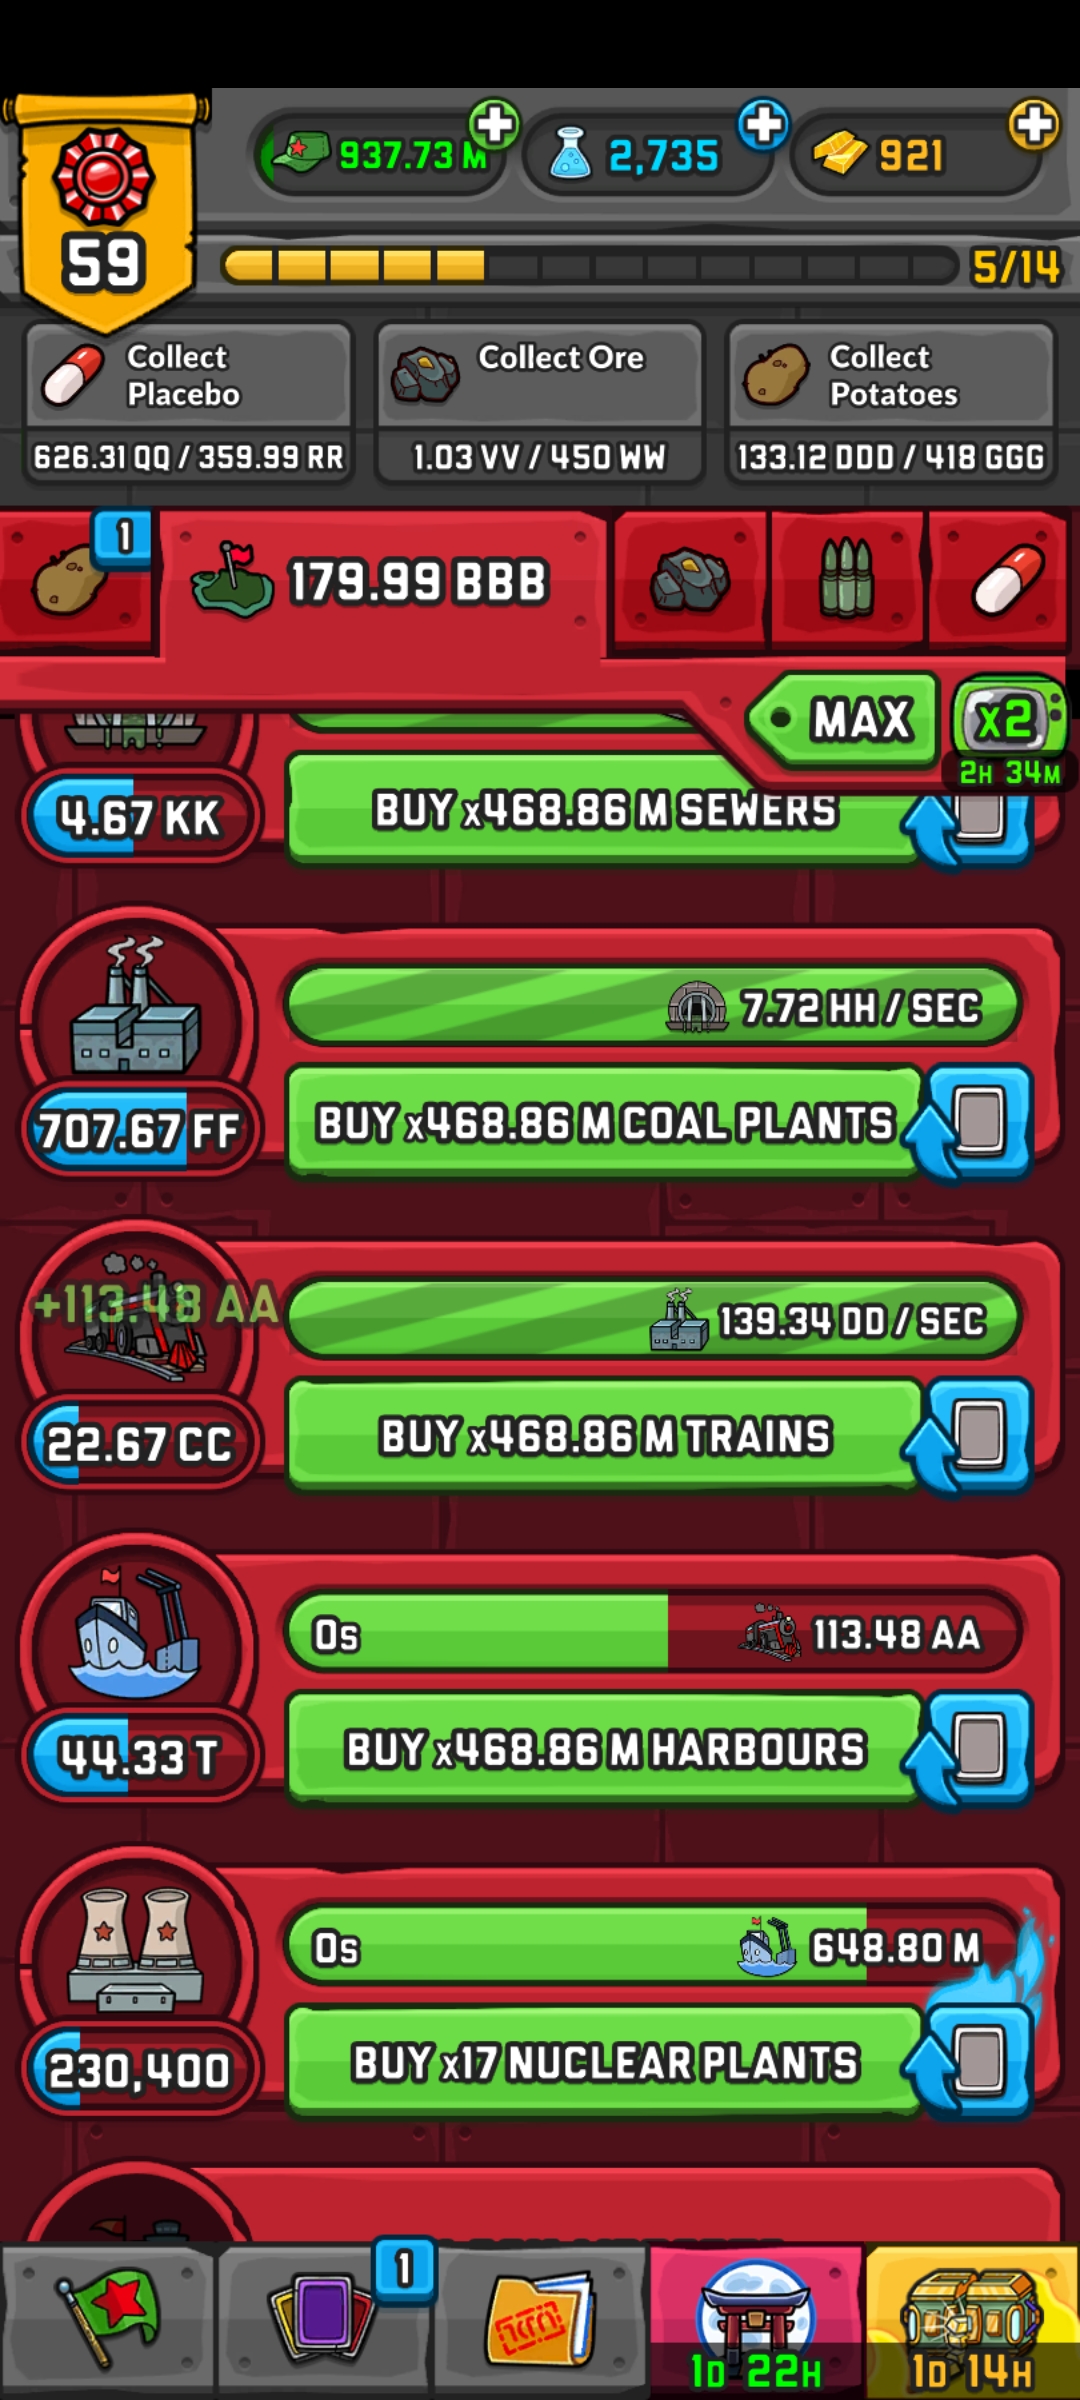 937.73 M
2,735
921
59
5/14
Collect
Placebo
626.31 QQ / 359.99 RR
Collect Ore
1.03 VV / 450 WW
Collect
Potatoes
133.12 DDD / 418 GGG
1
179.99 BBB
MAX
x2
2H 34M
4.67 KK
BUY x468.86 M SEWERS
7.72 HH / SEC
707.67 FF
BUY x468.86 M COAL PLANTS
+113.48 AA
139.34 DD / SEC
22.67 CC
BUY x468.86 M TRAINS
0s
113.48 AA
44.33 T
BUY x468.86 M HARBOURS
0s
648.80 M
230,400
BUY x17 NUCLEAR PLANTS
1
1D 22H
1D 14H